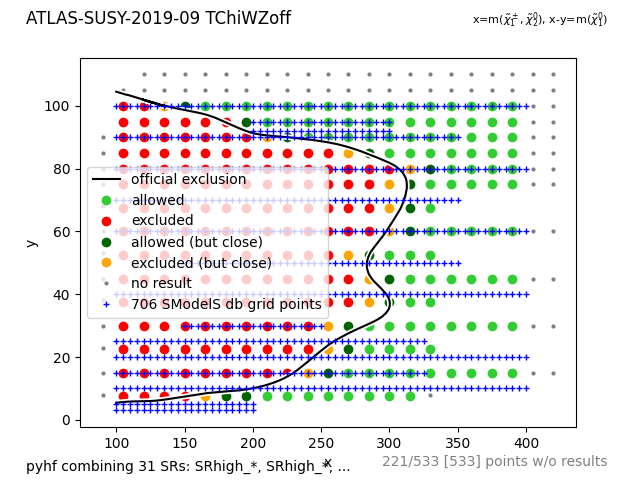 ATLAS-SUSY-2019-09 TChiWZoff
x=m(χ̃₁^±, χ̃₂⁰), x-y=m(χ̃₁⁰)
100
80
60
40
20
0
y
official exclusion
allowed
excluded
allowed (but close)
excluded (but close)
no result
706 SModelS db grid points
100 150 200 250 300 350 400
x
pyhf combining 31 SRs: SRhigh_*, SRhigh_*, ...
221/533 [533] points w/o results